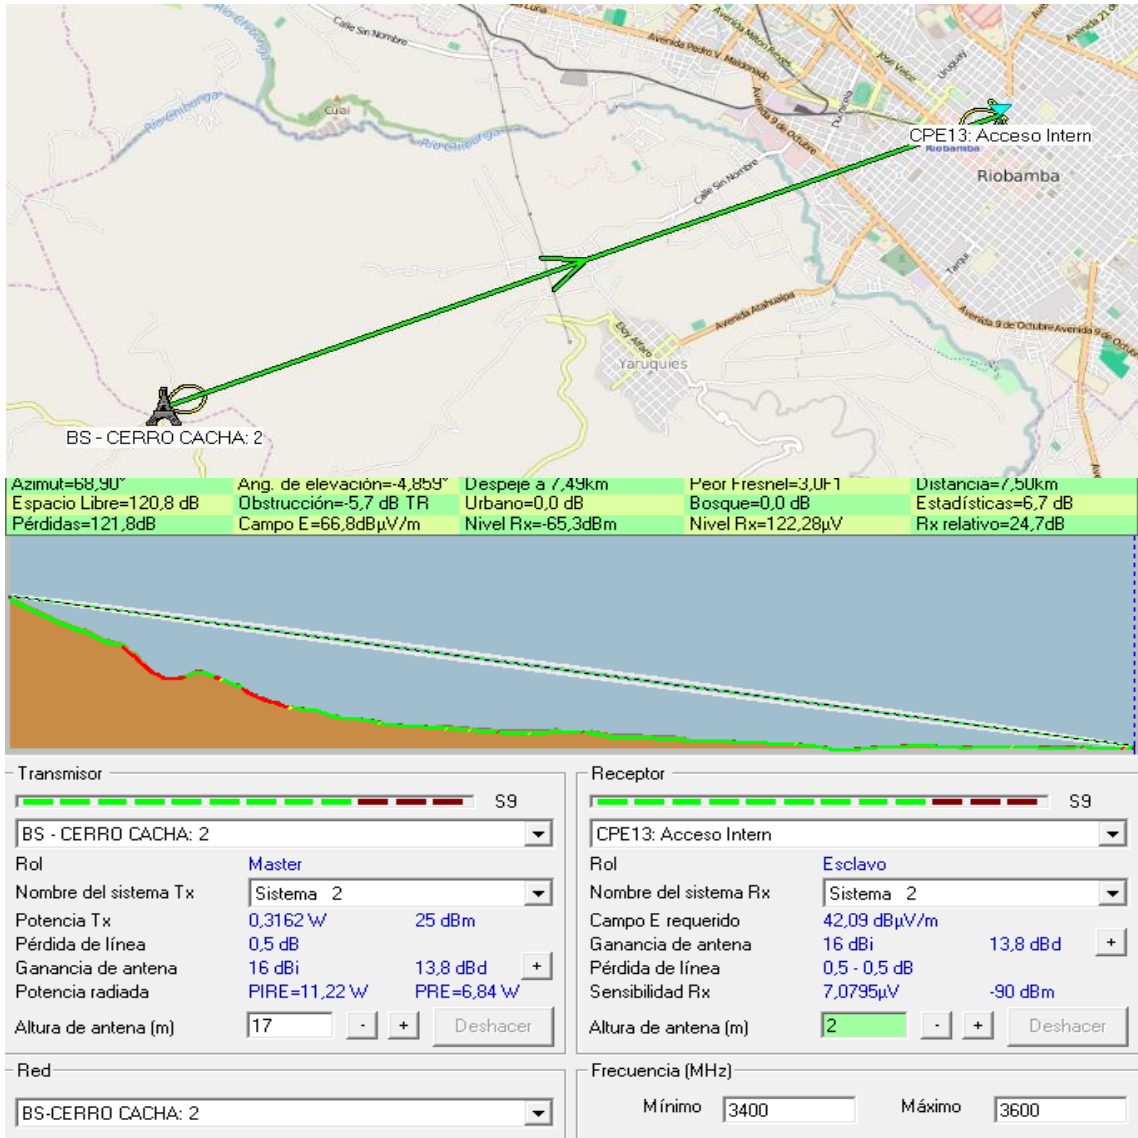 Luna
Avenida
Avenida 21 de
Río Chibunga
Calle Sin Nombre
Avenida Pedro V. Maldonado
Avenida Milton Reyes
José Veloz
Uruguay
Culai
Río Chibunga
Duchicela
Avenida 9 de Octubre
CPE13: Acceso Intern
Riobamba
Riobamba
Calle Sin Nombre
Tarqui
Avenida Atahualpa
Avenida 9 de Octubre
Avenida 9 de Octub
Eloy Alfaro
Yaruquies
BS - CERRO CACHA: 2
Azimut=68,90° Ang. de elevación=-4,859° Despeje a 7,49km Peor Fresnel=3,0F1 Distancia=7,50km
Espacio Libre=120,8 dB Obstrucción=-5,7 dB TR Urbano=0,0 dB Bosque=0,0 dB Estadísticas=6,7 dB
Pérdidas=121,8dB Campo E=66,8dBµV/m Nivel Rx=-65,3dBm Nivel Rx=122,28µV Rx relativo=24,7dB
Transmisor
S9
BS - CERRO CACHA: 2
Rol Master
Nombre del sistema Tx Sistema 2
Potencia Tx 0,3162 W 25 dBm
Pérdida de línea 0,5 dB
Ganancia de antena 16 dBi 13,8 dBd +
Potencia radiada PIRE=11,22 W PRE=6,84 W
Altura de antena (m) 17 - + Deshacer
Red
BS-CERRO CACHA: 2
Receptor
S9
CPE13: Acceso Intern
Rol Esclavo
Nombre del sistema Rx Sistema 2
Campo E requerido 42,09 dBµV/m
Ganancia de antena 16 dBi 13,8 dBd +
Pérdida de línea 0,5 - 0,5 dB
Sensibilidad Rx 7,0795µV -90 dBm
Altura de antena (m) 2 - + Deshacer
Frecuencia (MHz)
Mínimo 3400 Máximo 3600